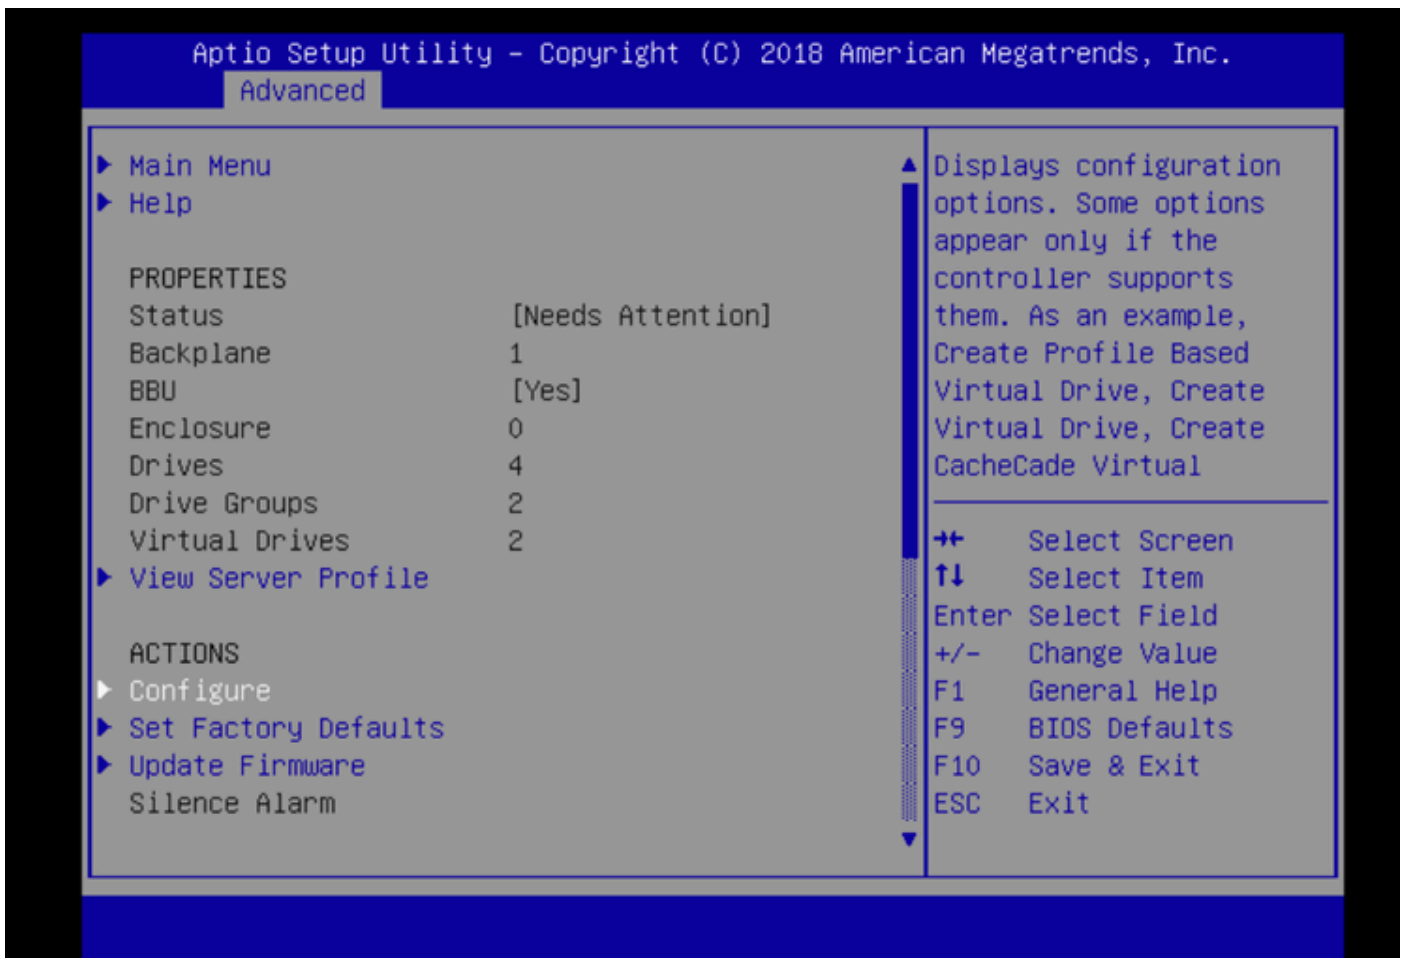 Aptio Setup Utility – Copyright (C) 2018 American Megatrends, Inc.
Advanced
Main Menu
Help
PROPERTIES
Status [Needs Attention]
Backplane 1
BBU [Yes]
Enclosure 0
Drives 4
Drive Groups 2
Virtual Drives 2
View Server Profile
ACTIONS
Configure
Set Factory Defaults
Update Firmware
Silence Alarm
Displays configuration
options. Some options
appear only if the
controller supports
them. As an example,
Create Profile Based
Virtual Drive, Create
Virtual Drive, Create
CacheCade Virtual
→← Select Screen
↑↓ Select Item
Enter Select Field
+/– Change Value
F1 General Help
F9 BIOS Defaults
F10 Save & Exit
ESC Exit